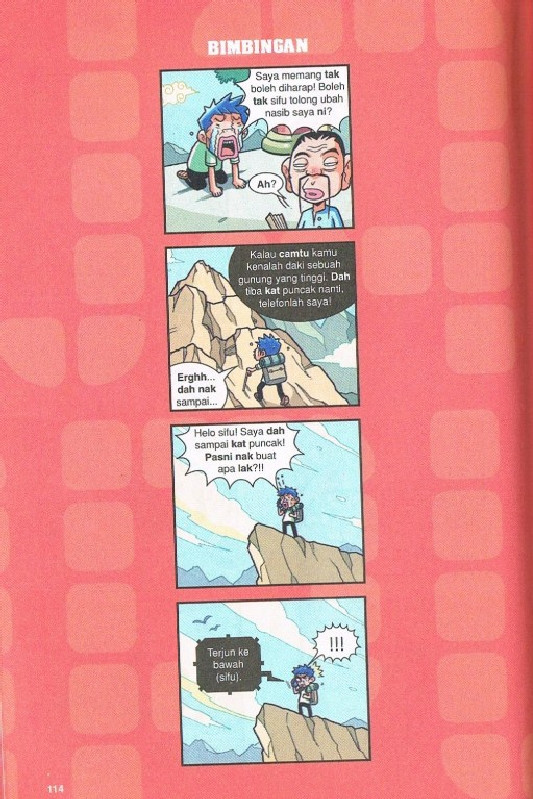 BIMBINGAN
Saya memang tak
boleh diharap! Boleh
tak sifu tolong ubah
nasib saya ni?
Ah?
Kalau camtu kamu
kenalah daki sebuah
gunung yang tinggi. Dah
tiba kat puncak nanti,
telefonlah saya!
Erghh...
dah nak
sampai...
Helo sifu! Saya dah
sampai kat puncak!
Pasni nak buat
apa lak?!!
Terjun ke
bawah
(sifu).
!!!
114